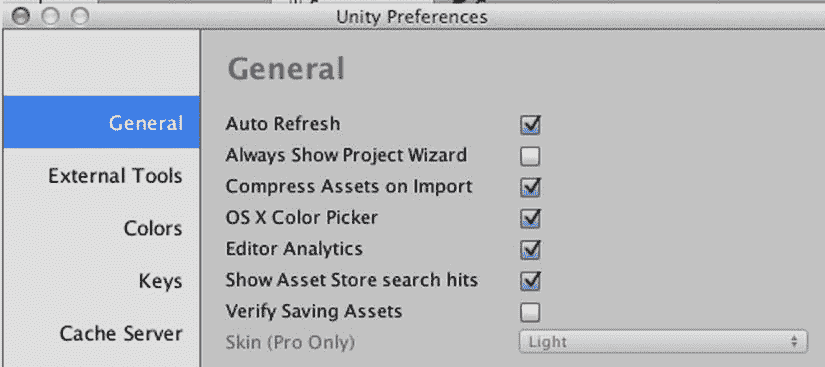 Unity Preferences
General
General
External Tools
Colors
Keys
Cache Server
Auto Refresh
Always Show Project Wizard
Compress Assets on Import
OS X Color Picker
Editor Analytics
Show Asset Store search hits
Verify Saving Assets
Skin (Pro Only) Light